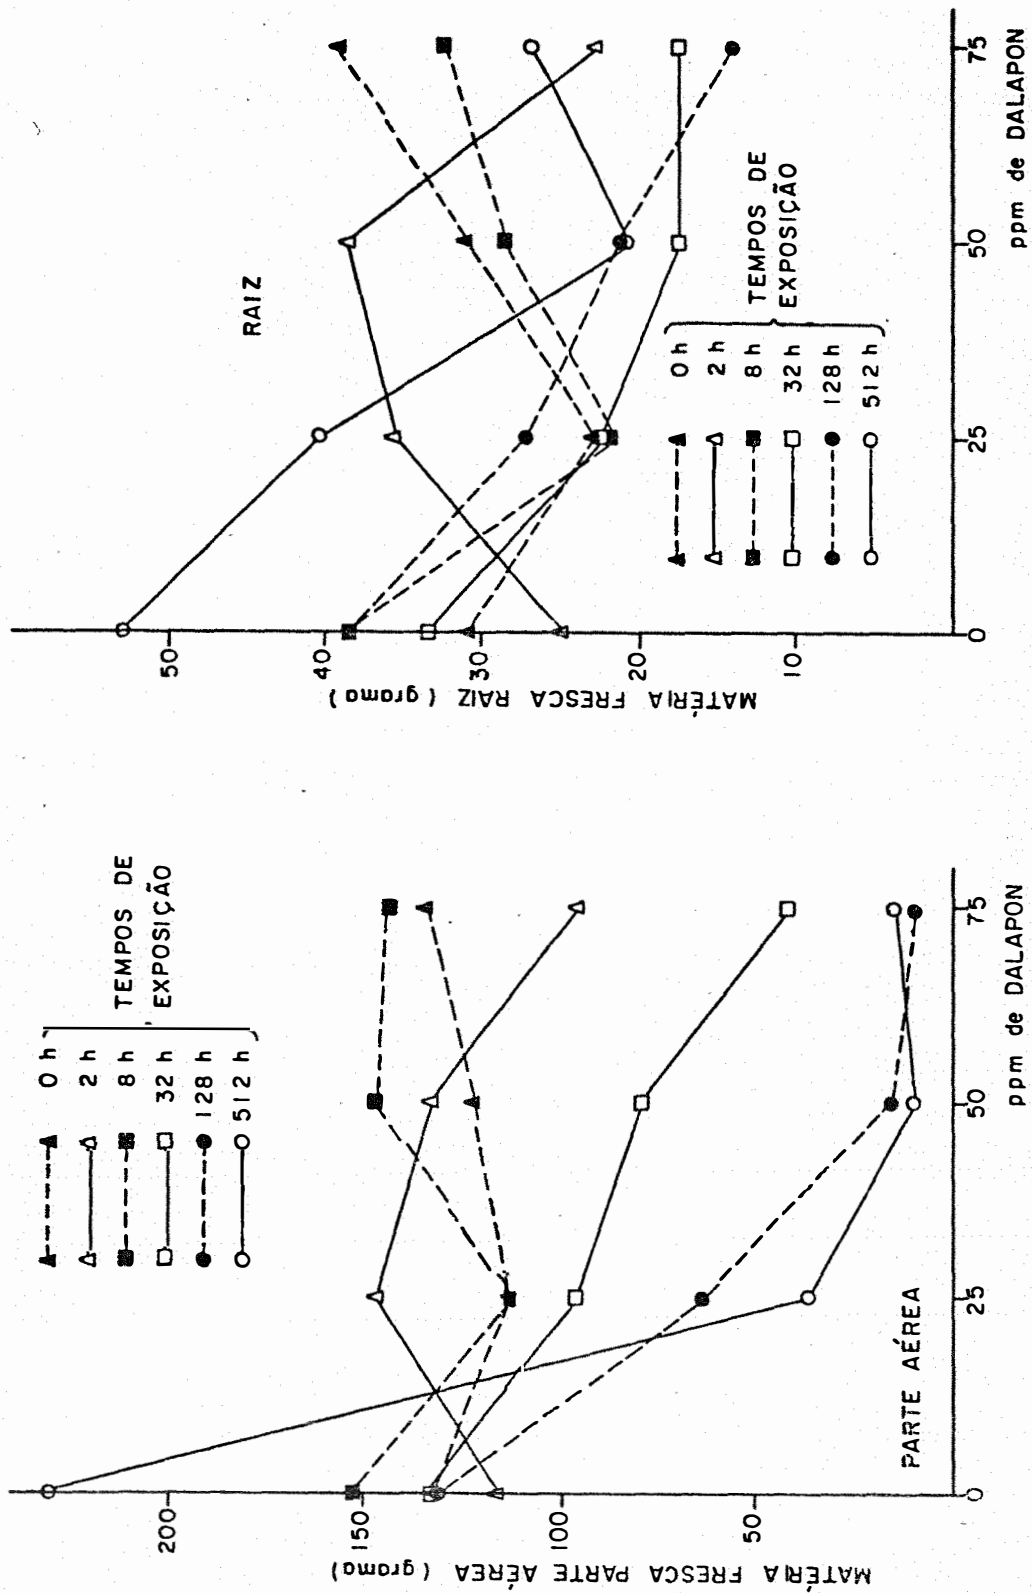 MATÉRIA FRESCA PARTE AÉREA (grama)
200
150
100
50
0
25
50
75
ppm de DALAPON
PARTE AÉREA
0 h
2 h
8 h
32 h
128 h
512 h
TEMPOS DE
EXPOSIÇÃO
MATÉRIA FRESCA RAIZ (grama)
50
40
30
20
10
0
25
50
75
ppm de DALAPON
RAIZ
0 h
2 h
8 h
32 h
128 h
512 h
TEMPOS DE
EXPOSIÇÃO